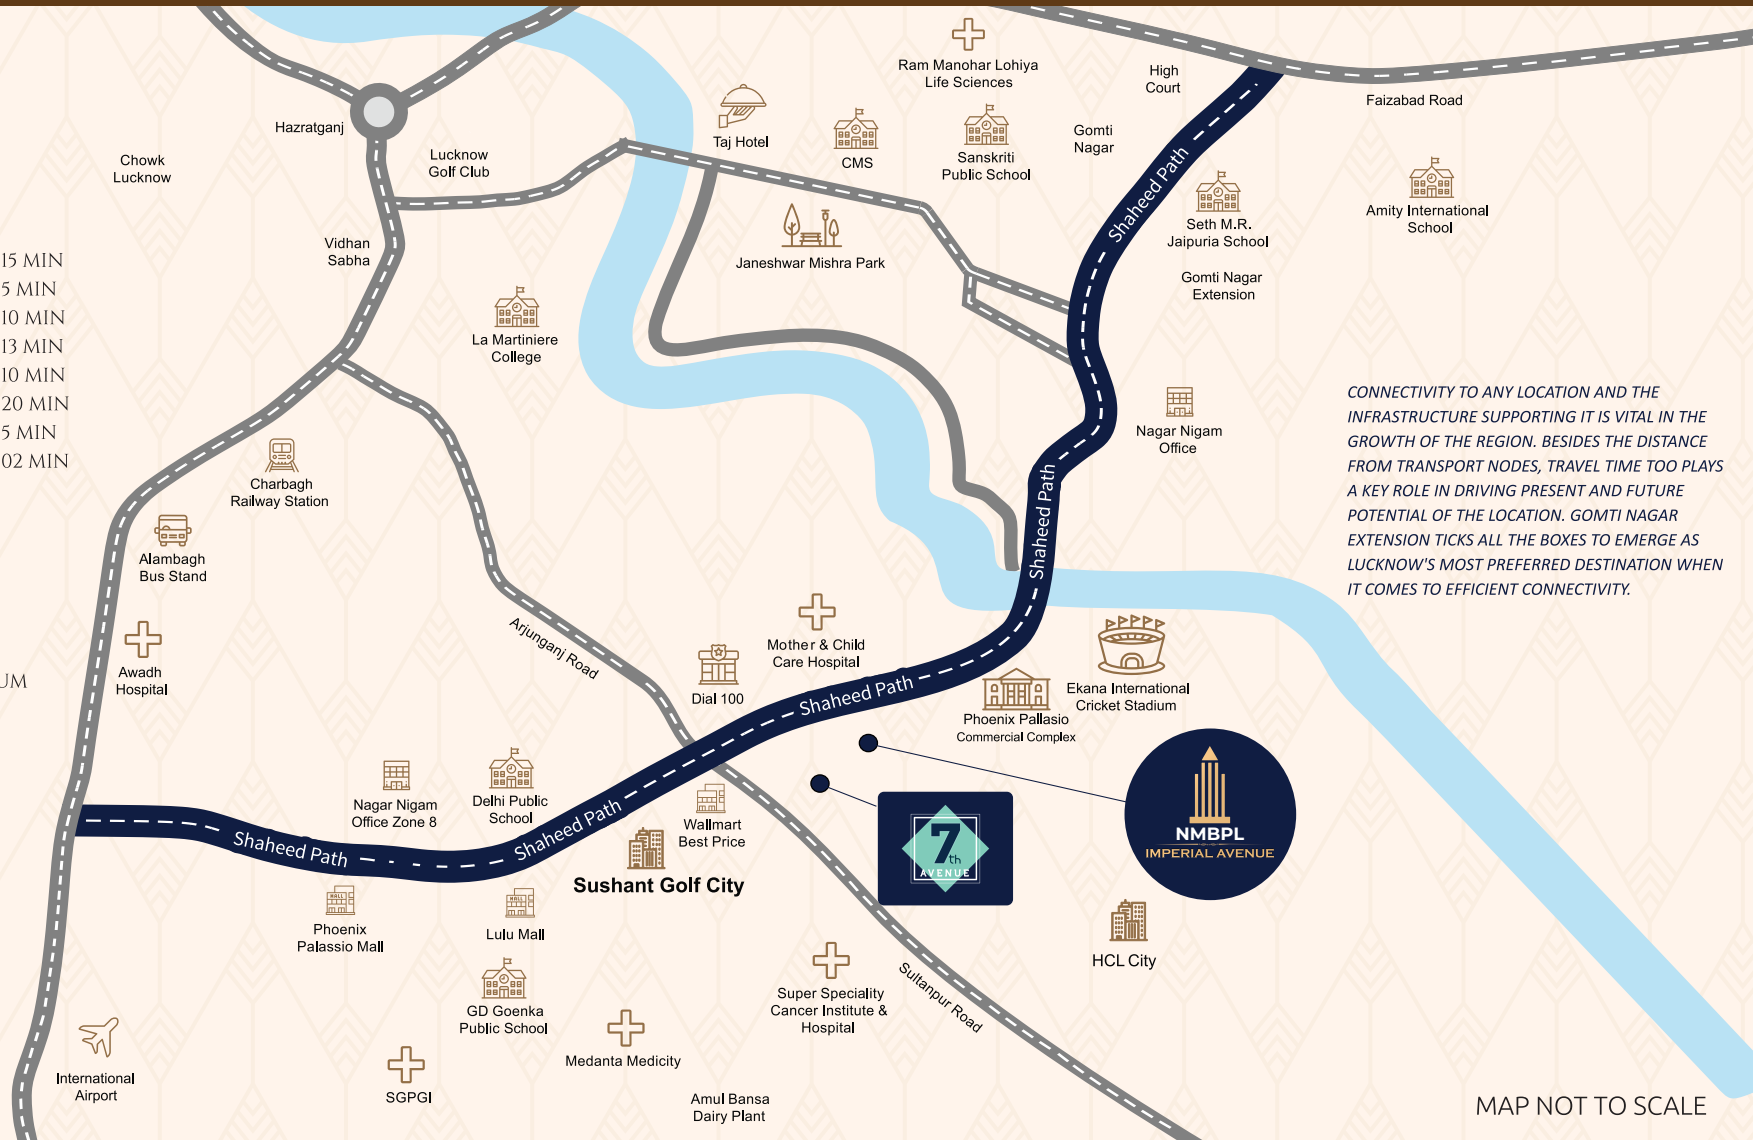 Ram Manohar Lohiya
Life Sciences
High
Court
Faizabad Road
Hazratganj
Taj Hotel
CMS
Sanskriti
Public School
Gomti
Nagar
Chowk
Lucknow
Lucknow
Golf Club
Shaheed Path
Seth M.R.
Jaipuria School
Amity International
School
Vidhan
Sabha
Janeshwar Mishra Park
Gomti Nagar
Extension
15 MIN
5 MIN
10 MIN
13 MIN
10 MIN
20 MIN
5 MIN
02 MIN
La Martiniere
College
CONNECTIVITY TO ANY LOCATION AND THE
INFRASTRUCTURE SUPPORTING IT IS VITAL IN THE
GROWTH OF THE REGION. BESIDES THE DISTANCE
FROM TRANSPORT NODES, TRAVEL TIME TOO PLAYS
A KEY ROLE IN DRIVING PRESENT AND FUTURE
POTENTIAL OF THE LOCATION. GOMTI NAGAR
EXTENSION TICKS ALL THE BOXES TO EMERGE AS
LUCKNOW'S MOST PREFERRED DESTINATION WHEN
IT COMES TO EFFICIENT CONNECTIVITY.
Nagar Nigam
Office
Charbagh
Railway Station
Shaheed Path
Alambagh
Bus Stand
Arjunganj Road
Mother & Child
Care Hospital
Awadh
Hospital
UM
Dial 100
Shaheed Path
Ekana International
Cricket Stadium
Phoenix Pallasio
Commercial Complex
Nagar Nigam
Office Zone 8
Delhi Public
School
Shaheed Path
Shaheed Path
Wallmart
Best Price
Sushant Golf City
7th
AVENUE
NMBPL
IMPERIAL AVENUE
MALL
Phoenix
Palassio Mall
MALL
Lulu Mall
HCL City
GD Goenka
Public School
Super Speciality
Cancer Institute &
Hospital
Sultanpur Road
Medanta Medicity
International
Airport
SGPGI
Amul Bansa
Dairy Plant
MAP NOT TO SCALE